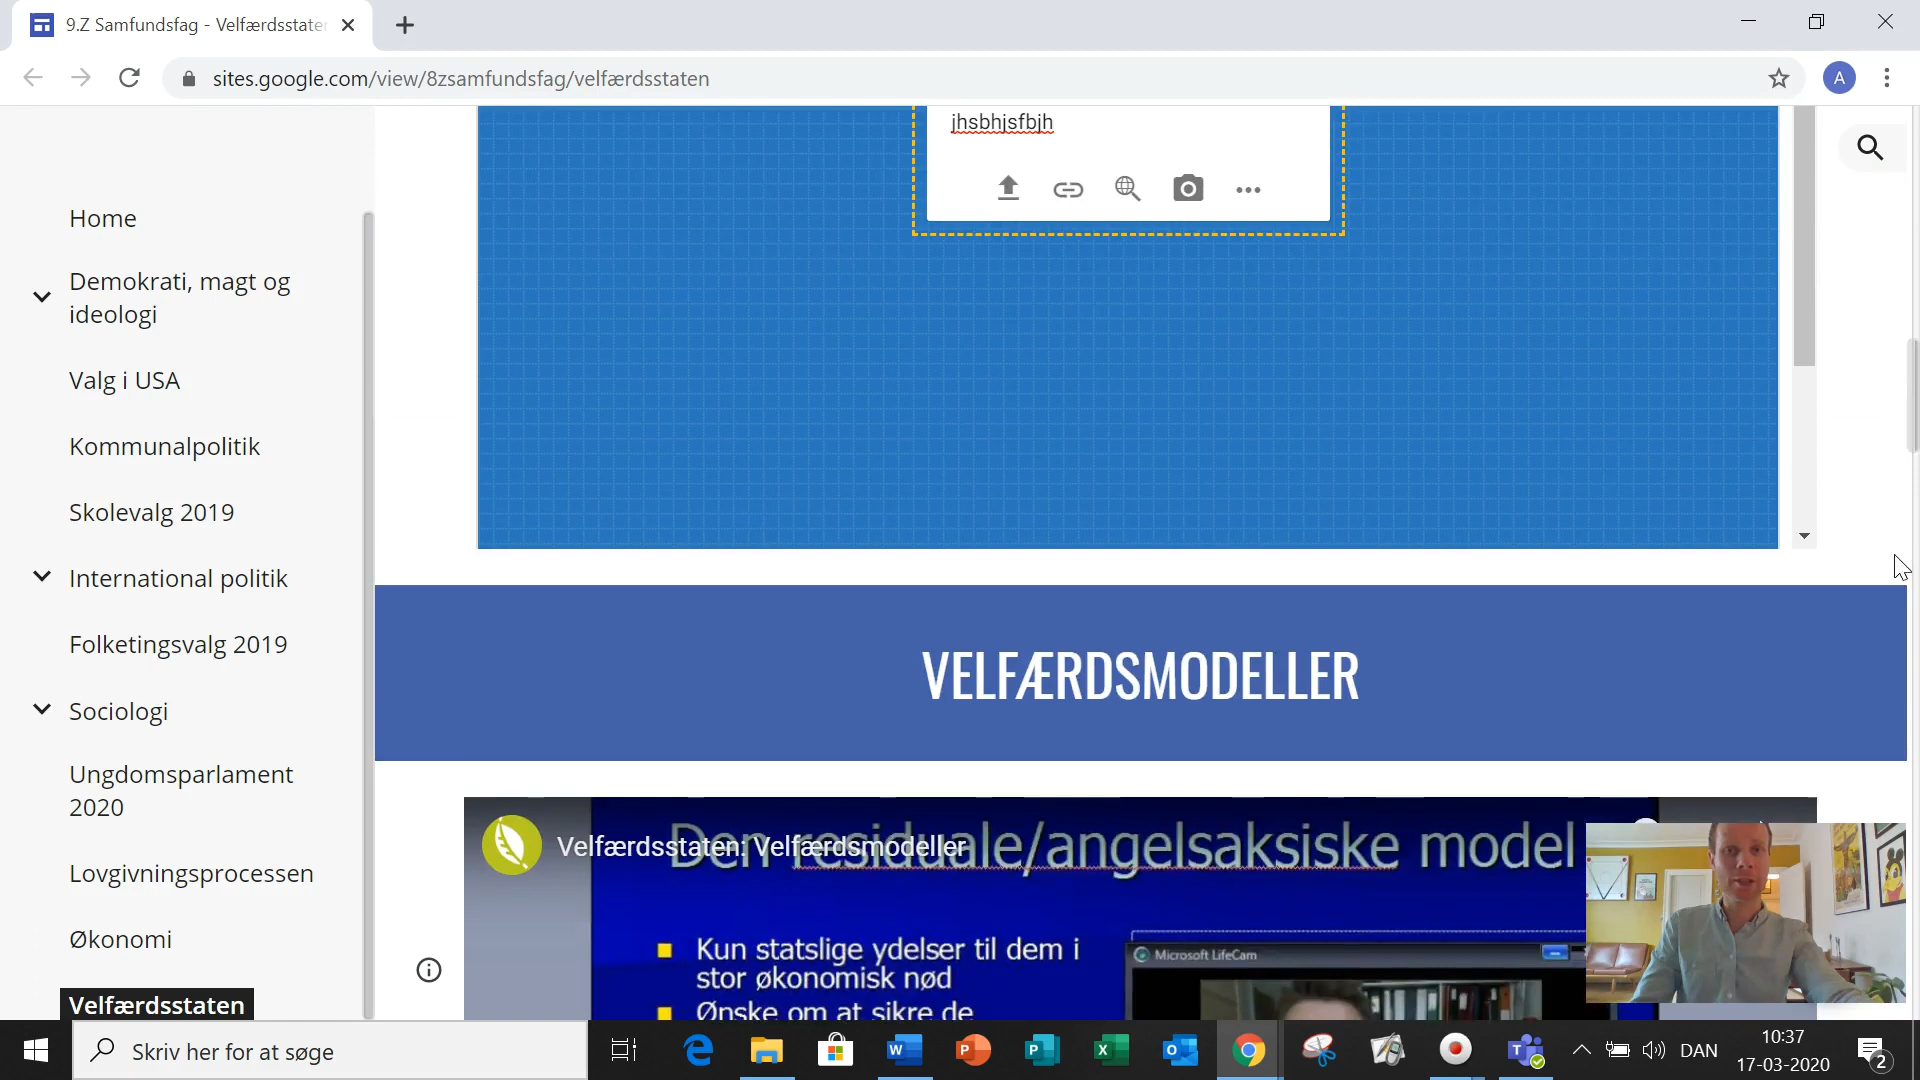 9.Z Samfundsfag - Velfærdsstaten
sites.google.com/view/8zsamfundsfag/velfærdsstaten
A
jhsbhjsfbjh
Home
Demokrati, magt og
ideologi
Valg i USA
Kommunalpolitik
Skolevalg 2019
International politik
Folketingsvalg 2019
Sociologi
Ungdomsparlament
2020
Lovgivningsprocessen
Økonomi
Velfærdsstaten
VELFÆRDSMODELLER
Velfærdsstaten: Velfærdsmodeller
Den residuale/angelsaksiske model
Kun statslige ydelser til dem i
stor økonomisk nød
Ønske om at sikre de
Microsoft LifeCam
Skriv her for at søge
DAN
10:37
17-03-2020
2